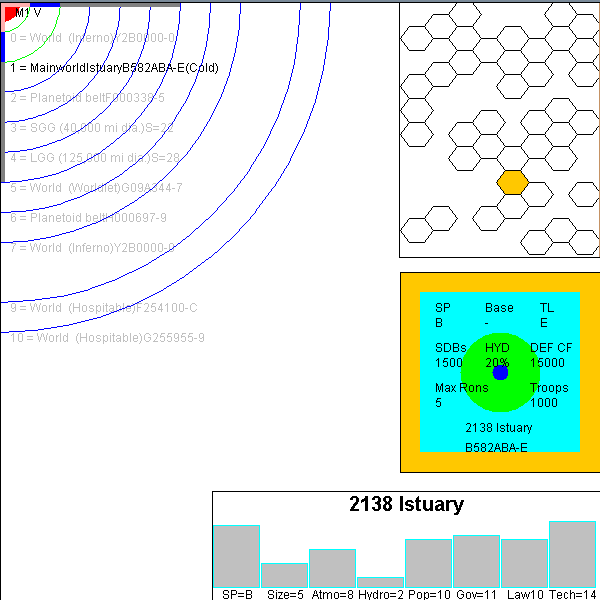 M1 V
0 = World  (Inferno)Y2B0000-0
1 = MainworldIstuaryB582ABA-E(Cold)
2 = Planetoid beltF000338-5
3 = SGG (40,000 mi dia.)S=22
4 = LGG (125,000 mi dia.)S=28
5 = World  (Worldlet)G09A344-7
6 = Planetoid beltH000697-9
7 = World  (Inferno)Y2B0000-0
9 = World  (Hospitable)F254100-C
10 = World  (Hospitable)G255955-9
SP Base TL
B - E
SDBs HYD DEF CF
1500 20% 15000
Max Rons Troops
5 1000
2138 Istuary
B582ABA-E
2138 Istuary
SP=B Size=5 Atmo=8 Hydro=2 Pop=10 Gov=11 Law10 Tech=14